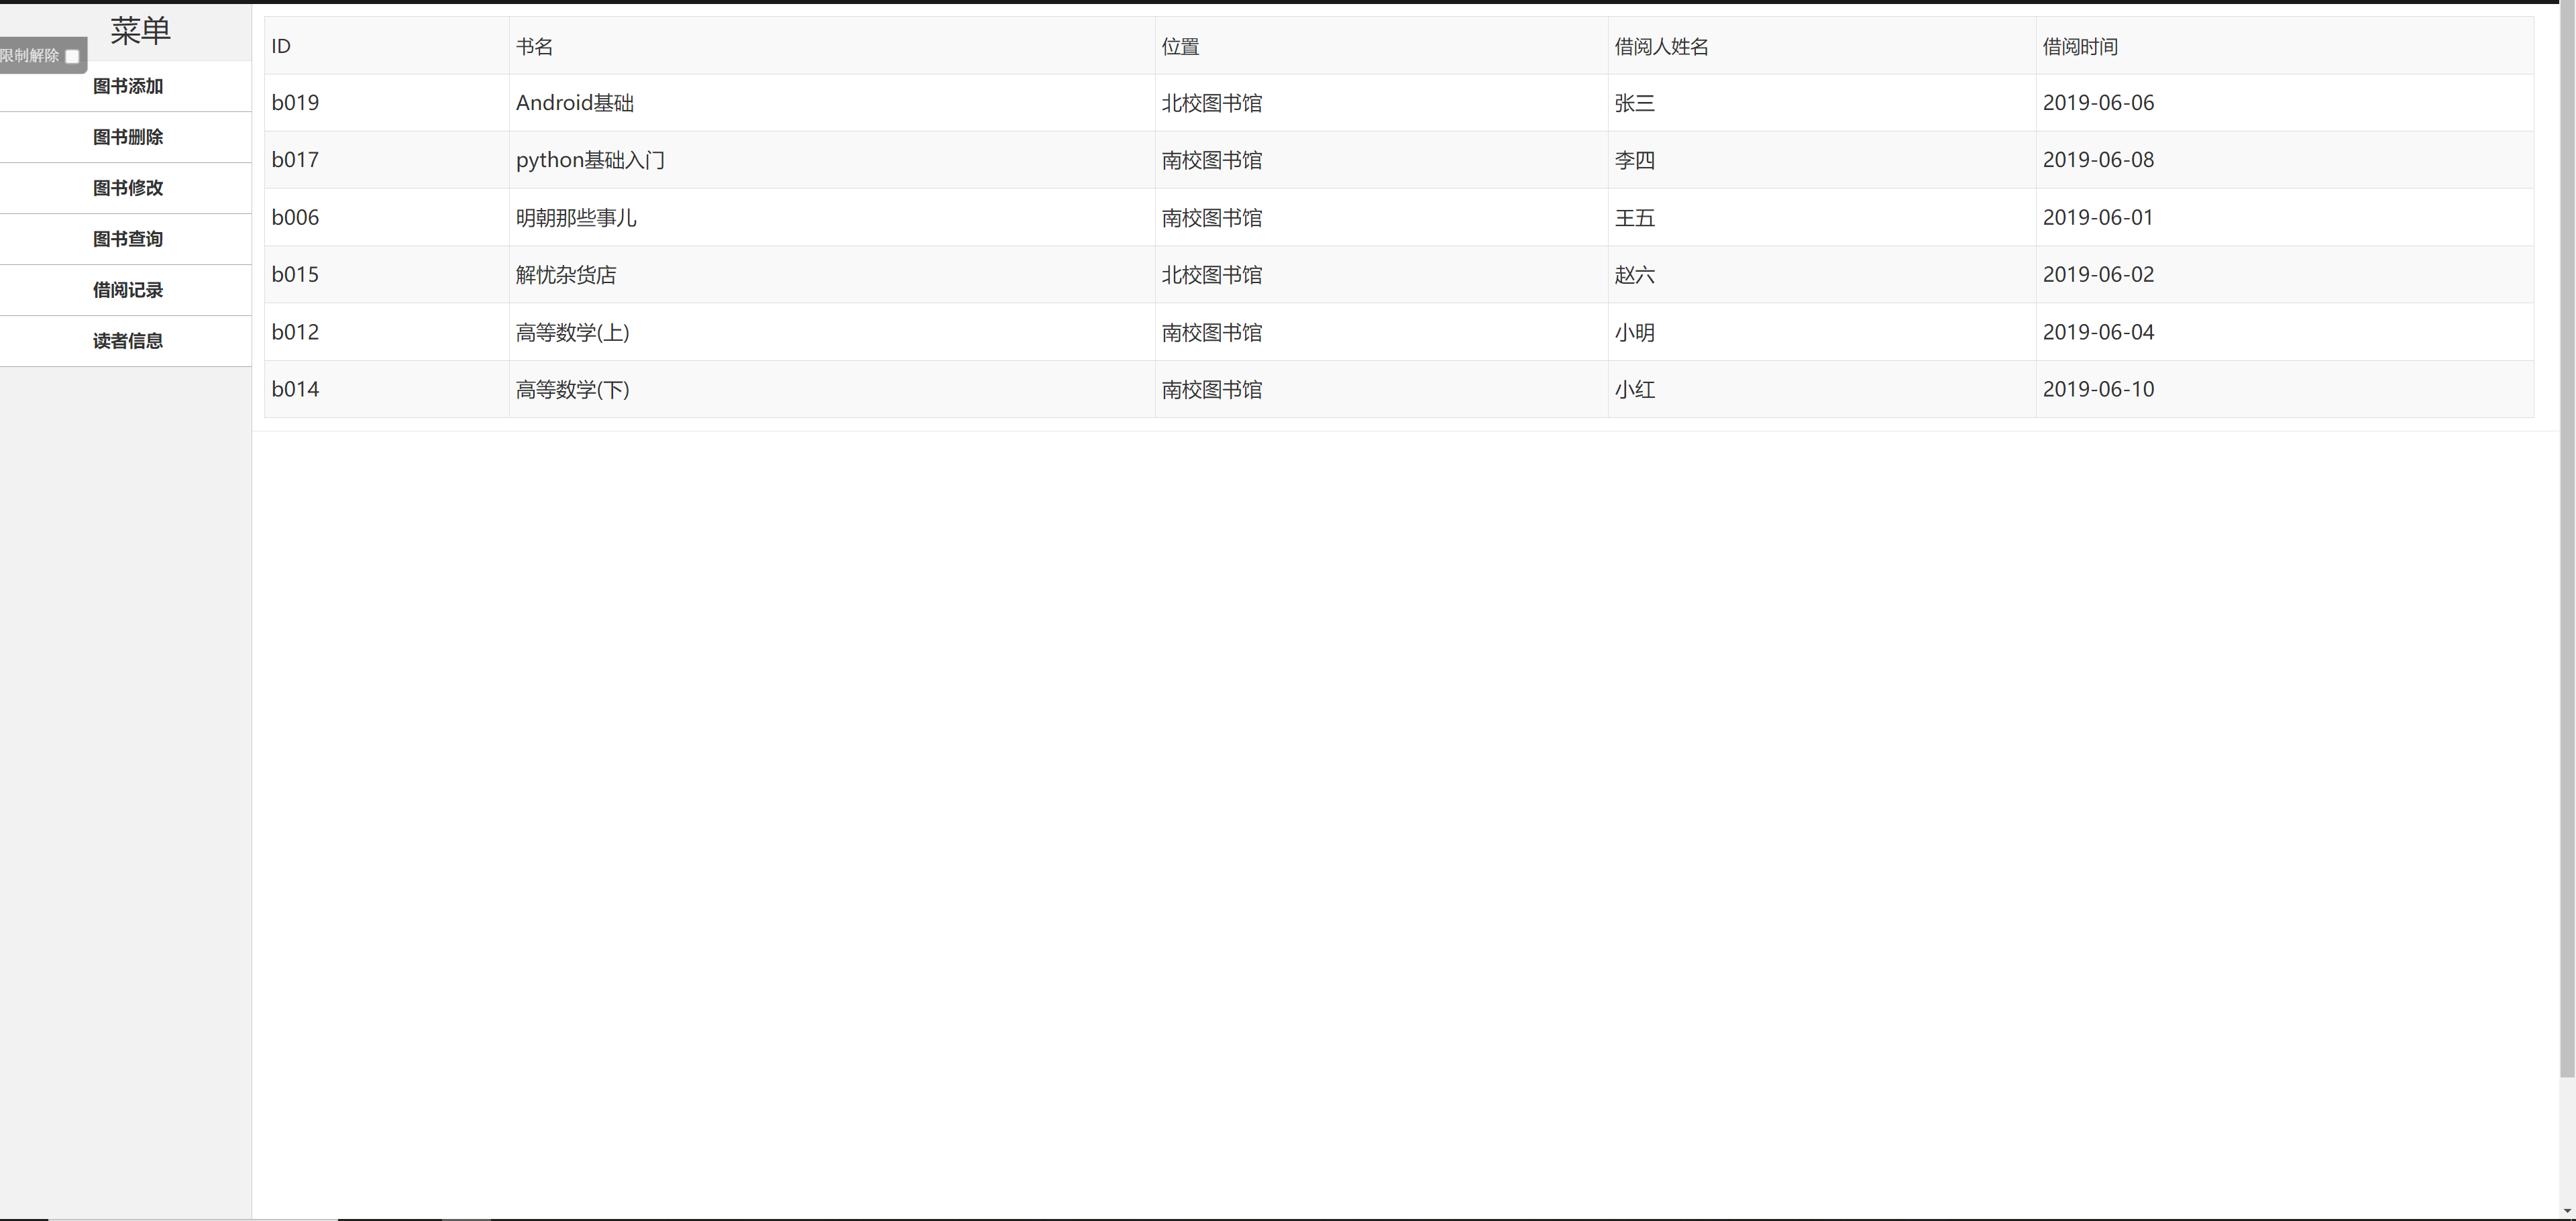 菜单
限制解除
图书添加
图书删除
图书修改
图书查询
借阅记录
读者信息
ID 书名 位置 借阅人姓名 借阅时间
b019 Android基础 北校图书馆 张三 2019-06-06
b017 python基础入门 南校图书馆 李四 2019-06-08
b006 明朝那些事儿 南校图书馆 王五 2019-06-01
b015 解忧杂货店 北校图书馆 赵六 2019-06-02
b012 高等数学(上) 南校图书馆 小明 2019-06-04
b014 高等数学(下) 南校图书馆 小红 2019-06-10